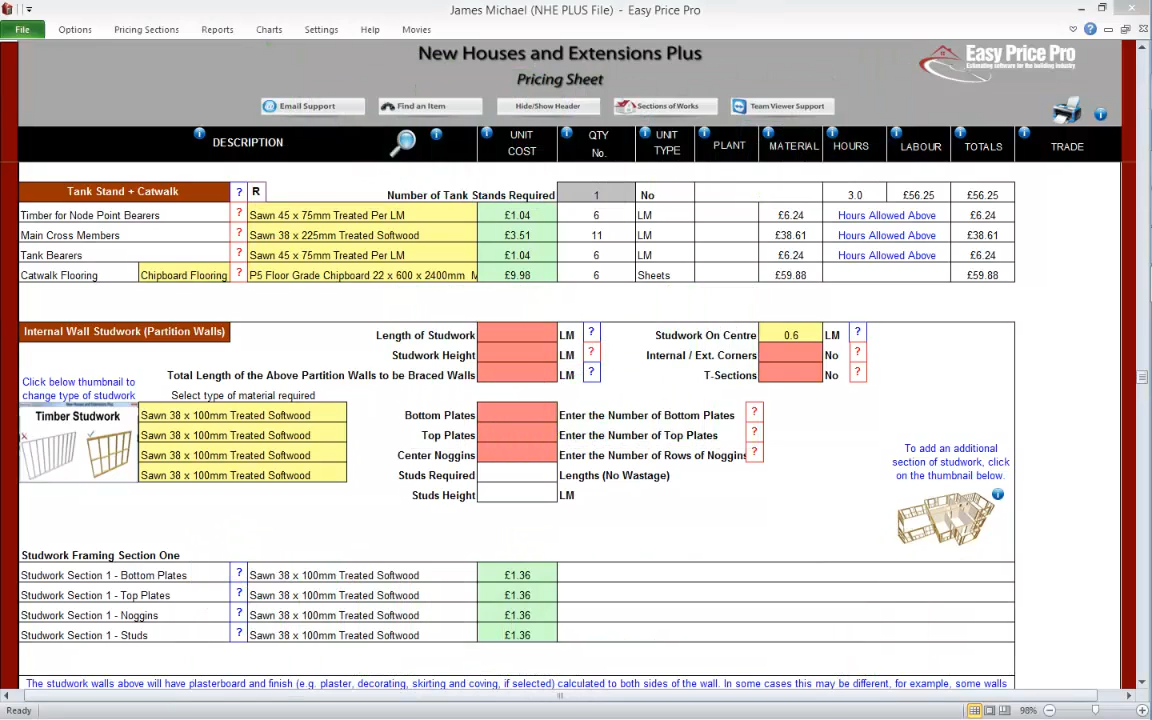 James Michael (NHE PLUS File) - Easy Price Pro
File Options Pricing Sections Reports Charts Settings Help Movies
New Houses and Extensions Plus
Pricing Sheet
Easy Price Pro
Estimating software for the building industry
Email Support Find an Item Hide/Show Header Sections of Works Team Viewer Support
DESCRIPTION UNIT COST QTY No. UNIT TYPE PLANT MATERIAL HOURS LABOUR TOTALS TRADE
Tank Stand + Catwalk ? R Number of Tank Stands Required 1 No 3.0 £56.25 £56.25
Timber for Node Point Bearers ? Sawn 45 x 75mm Treated Per LM £1.04 6 LM £6.24 Hours Allowed Above £6.24
Main Cross Members ? Sawn 38 x 225mm Treated Softwood £3.51 11 LM £38.61 Hours Allowed Above £38.61
Tank Bearers ? Sawn 45 x 75mm Treated Per LM £1.04 6 LM £6.24 Hours Allowed Above £6.24
Catwalk Flooring Chipboard Flooring ? P5 Floor Grade Chipboard 22 x 600 x 2400mm M £9.98 6 Sheets £59.88 £59.88
Internal Wall Studwork (Partition Walls) Length of Studwork LM ? Studwork On Centre 0.6 LM ?
Studwork Height LM ? Internal / Ext. Corners No ?
Total Length of the Above Partition Walls to be Braced Walls LM ? T-Sections No ?
Click below thumbnail to
change type of studwork
Select type of material required
Timber Studwork
Sawn 38 x 100mm Treated Softwood Bottom Plates Enter the Number of Bottom Plates ?
Sawn 38 x 100mm Treated Softwood Top Plates Enter the Number of Top Plates ?
Sawn 38 x 100mm Treated Softwood Center Noggins Enter the Number of Rows of Noggins ?
Sawn 38 x 100mm Treated Softwood Studs Required Lengths (No Wastage)
Studs Height LM
To add an additional
section of studwork, click
on the thumbnail below.
Studwork Framing Section One
Studwork Section 1 - Bottom Plates ? Sawn 38 x 100mm Treated Softwood £1.36
Studwork Section 1 - Top Plates ? Sawn 38 x 100mm Treated Softwood £1.36
Studwork Section 1 - Noggins ? Sawn 38 x 100mm Treated Softwood £1.36
Studwork Section 1 - Studs ? Sawn 38 x 100mm Treated Softwood £1.36
The studwork walls above will have plasterboard and finish (e.g. plaster, decorating, skirting and coving, if selected) calculated to both sides of the wall. In some cases this may be different, for example, some walls
Ready 98%